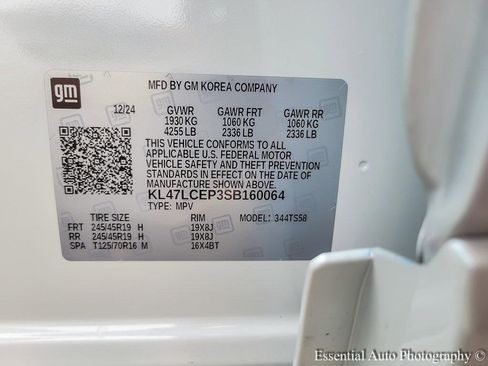 gm
MFD BY GM KOREA COMPANY
12/24 GVWR GAWR FRT GAWR RR
1930 KG 1060 KG 1060 KG
4255 LB 2336 LB 2336 LB
THIS VEHICLE CONFORMS TO ALL
APPLICABLE U.S. FEDERAL MOTOR
VEHICLE SAFETY AND THEFT PREVENTION
STANDARDS IN EFFECT ON THE DATE OF
MANUFACTURE SHOWN ABOVE.
KL47LCEP3SB160064
TYPE: MPV
TIRE SIZE RIM MODEL: 344TS58
FRT 245/45R19 H 19X8J
RR 245/45R19 H 19X8J
SPA T125/70R16 M 16X4BT
Essential Auto Photography ©